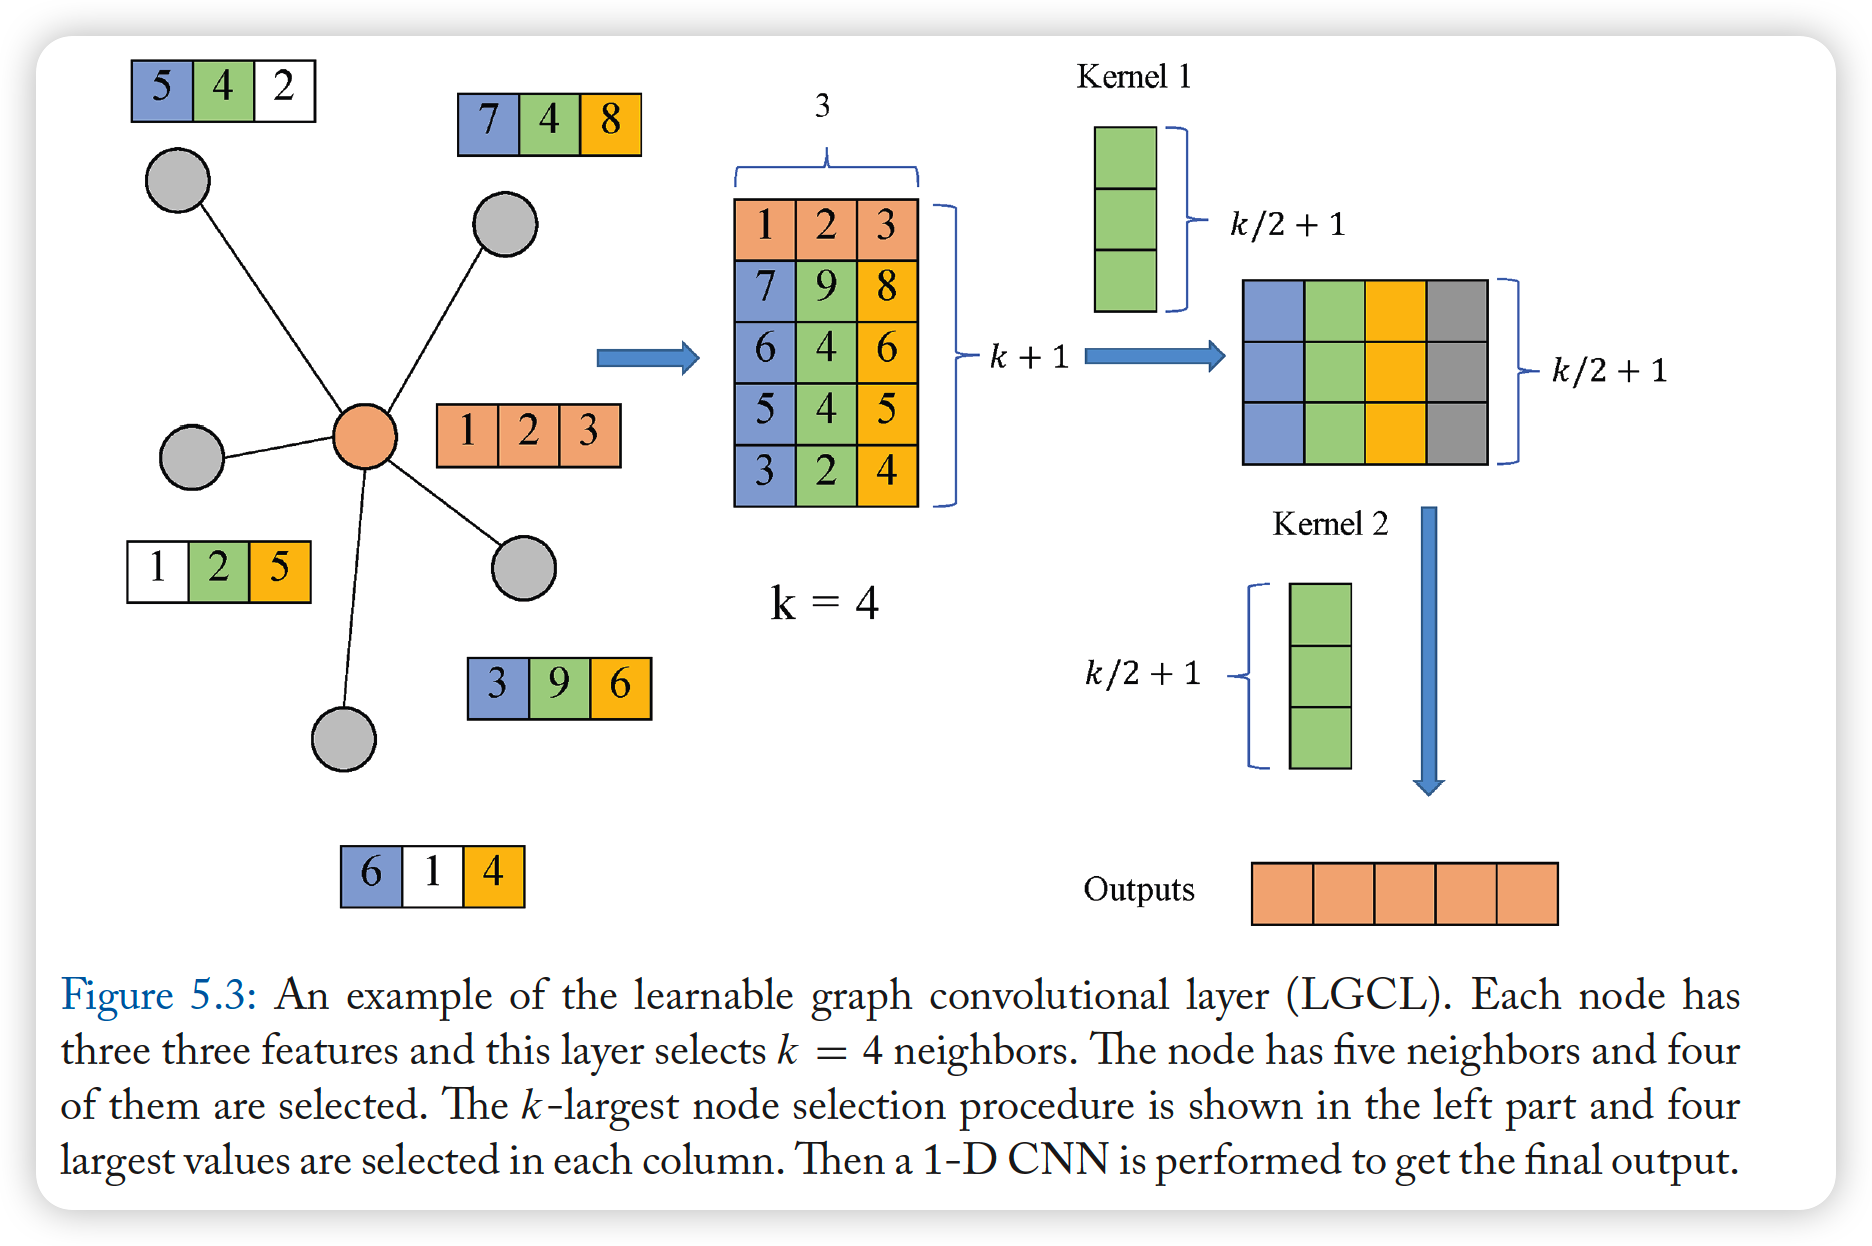 5 4 2
7 4 8
1 2 3
1 2 5
3 9 6
6 1 4
3
1 2 3
7 9 8
6 4 6
5 4 5
3 2 4
k + 1
k = 4
Kernel 1
k/2 + 1
k/2 + 1
Kernel 2
k/2 + 1
Outputs
Figure 5.3: An example of the learnable graph convolutional layer (LGCL). Each node has
three three features and this layer selects k = 4 neighbors. The node has five neighbors and four
of them are selected. The k-largest node selection procedure is shown in the left part and four
largest values are selected in each column. Then a 1-D CNN is performed to get the final output.